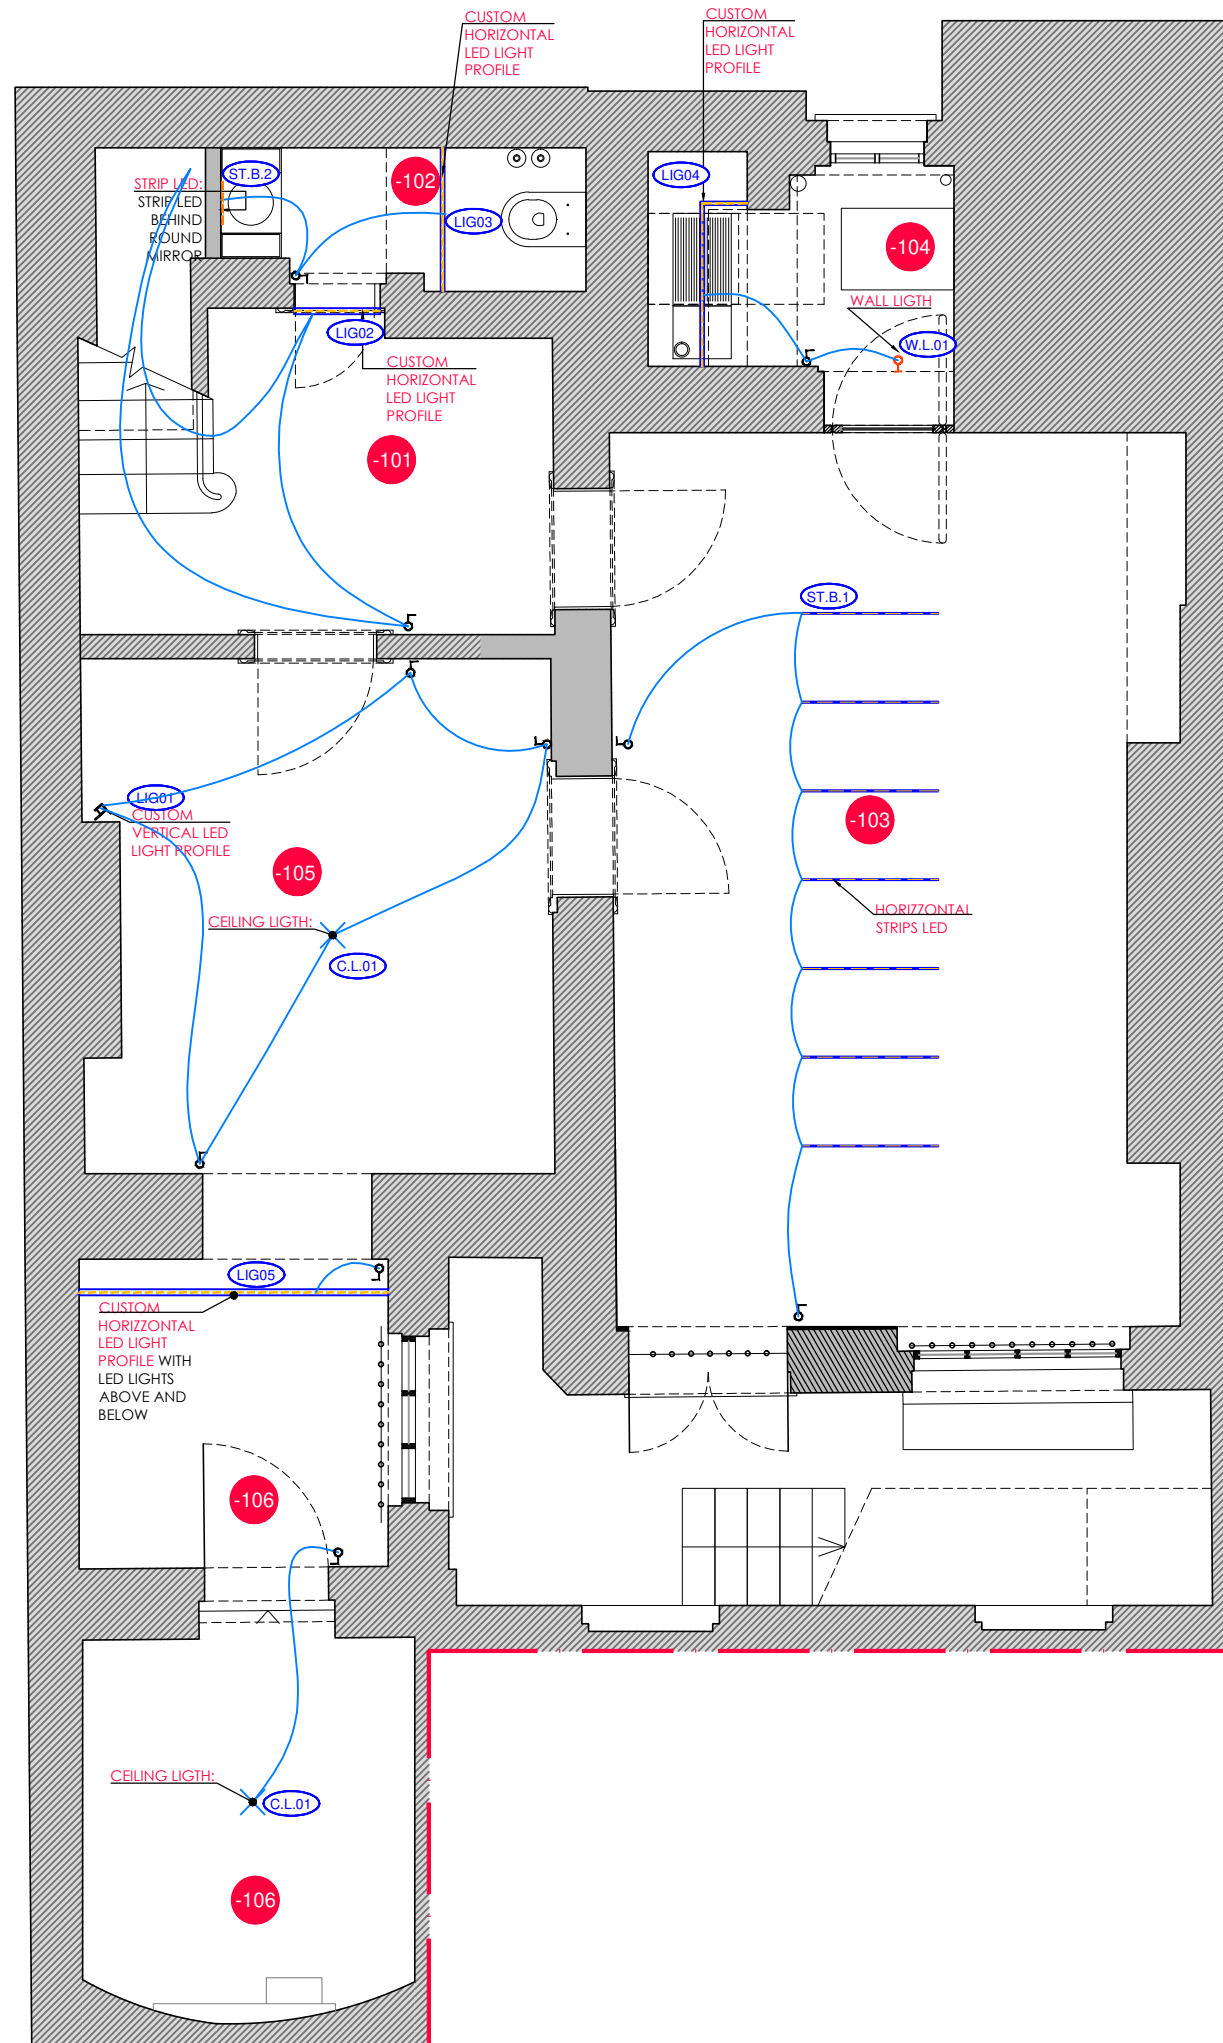 CUSTOM
HORIZONTAL
LED LIGHT
PROFILE
CUSTOM
HORIZONTAL
LED LIGHT
PROFILE
ST.B.2
STRIP LED:
STRIP LED
BEHIND
ROUND
MIRROR
-102
LIG03
LIG04
-104
WALL LIGTH
W.L.01
LIG02
CUSTOM
HORIZONTAL
LED LIGHT
PROFILE
-101
ST.B.1
LIG01
CUSTOM
VERTICAL LED
LIGHT PROFILE
-103
-105
HORIZZONTAL
STRIPS LED
CEILING LIGTH:
C.L.01
LIG05
CUSTOM
HORIZZONTAL
LED LIGHT
PROFILE WITH
LED LIGHTS
ABOVE AND
BELOW
-106
CEILING LIGTH:
C.L.01
-106